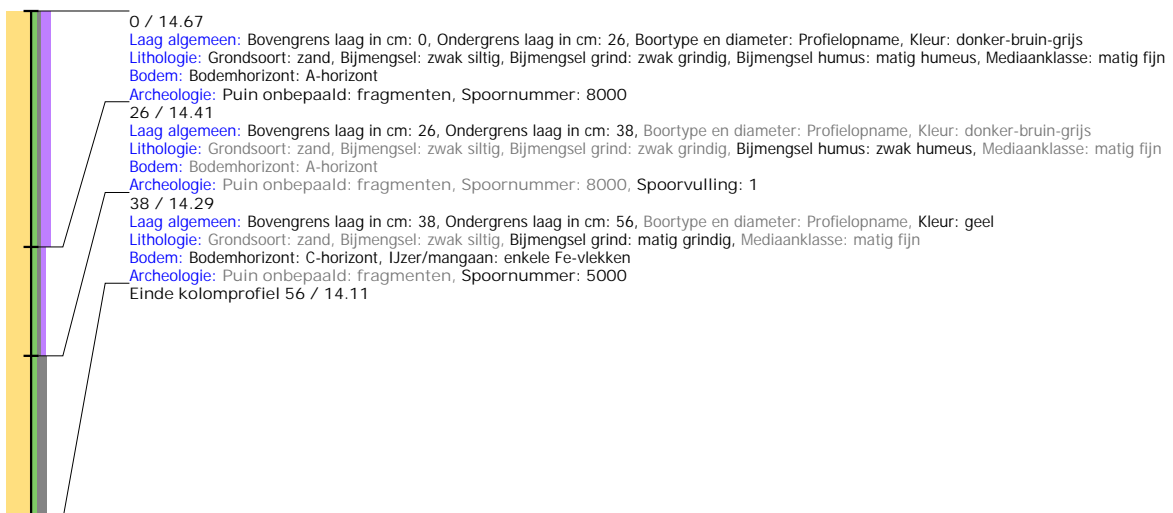 0 / 14.67
Laag algemeen: Bovengrens laag in cm: 0, Ondergrens laag in cm: 26, Boortype en diameter: Profielopname, Kleur: donker-bruin-grijs
Lithologie: Grondsoort: zand, Bijmengsel: zwak siltig, Bijmengsel grind: zwak grindig, Bijmengsel humus: matig humeus, Mediaanklasse: matig fijn
Bodem: Bodemhorizont: A-horizont
Archeologie: Puin onbepaald: fragmenten, Spoornummer: 8000
26 / 14.41
Laag algemeen: Bovengrens laag in cm: 26, Ondergrens laag in cm: 38, Boortype en diameter: Profielopname, Kleur: donker-bruin-grijs
Lithologie: Grondsoort: zand, Bijmengsel: zwak siltig, Bijmengsel grind: zwak grindig, Bijmengsel humus: zwak humeus, Mediaanklasse: matig fijn
Bodem: Bodemhorizont: A-horizont
Archeologie: Puin onbepaald: fragmenten, Spoornummer: 8000, Spoorvulling: 1
38 / 14.29
Laag algemeen: Bovengrens laag in cm: 38, Ondergrens laag in cm: 56, Boortype en diameter: Profielopname, Kleur: geel
Lithologie: Grondsoort: zand, Bijmengsel: zwak siltig, Bijmengsel grind: matig grindig, Mediaanklasse: matig fijn
Bodem: Bodemhorizont: C-horizont, IJzer/mangaan: enkele Fe-vlekken
Archeologie: Puin onbepaald: fragmenten, Spoornummer: 5000
Einde kolomprofiel 56 / 14.11